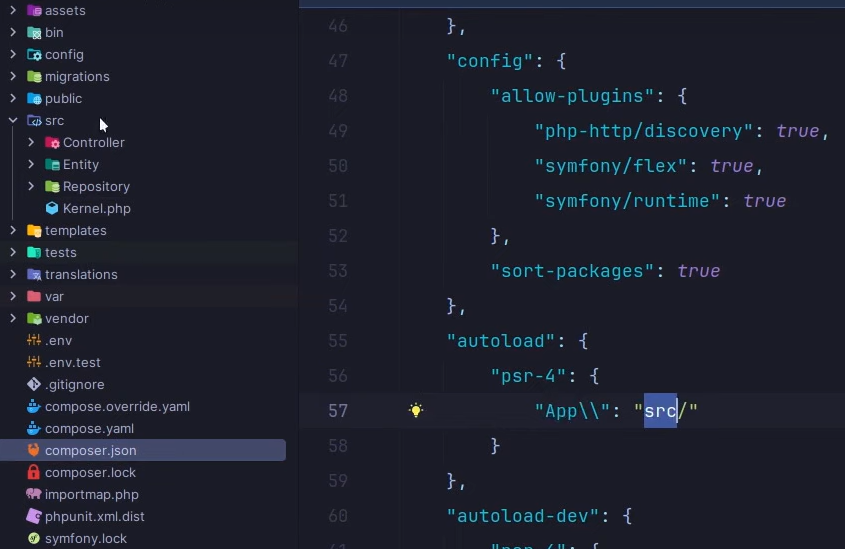 assets
bin
config
migrations
public
src
Controller
Entity
Repository
Kernel.php
templates
tests
translations
var
vendor
.env
.env.test
.gitignore
compose.override.yaml
compose.yaml
composer.json
composer.lock
importmap.php
phpunit.xml.dist
symfony.lock
46 },
47 "config": {
48 "allow-plugins": {
49 "php-http/discovery": true,
50 "symfony/flex": true,
51 "symfony/runtime": true
52 },
53 "sort-packages": true
54 },
55 "autoload": {
56 "psr-4": {
57 "App\\": "src/"
58 }
59 },
60 "autoload-dev": {
61 "psr-4": {